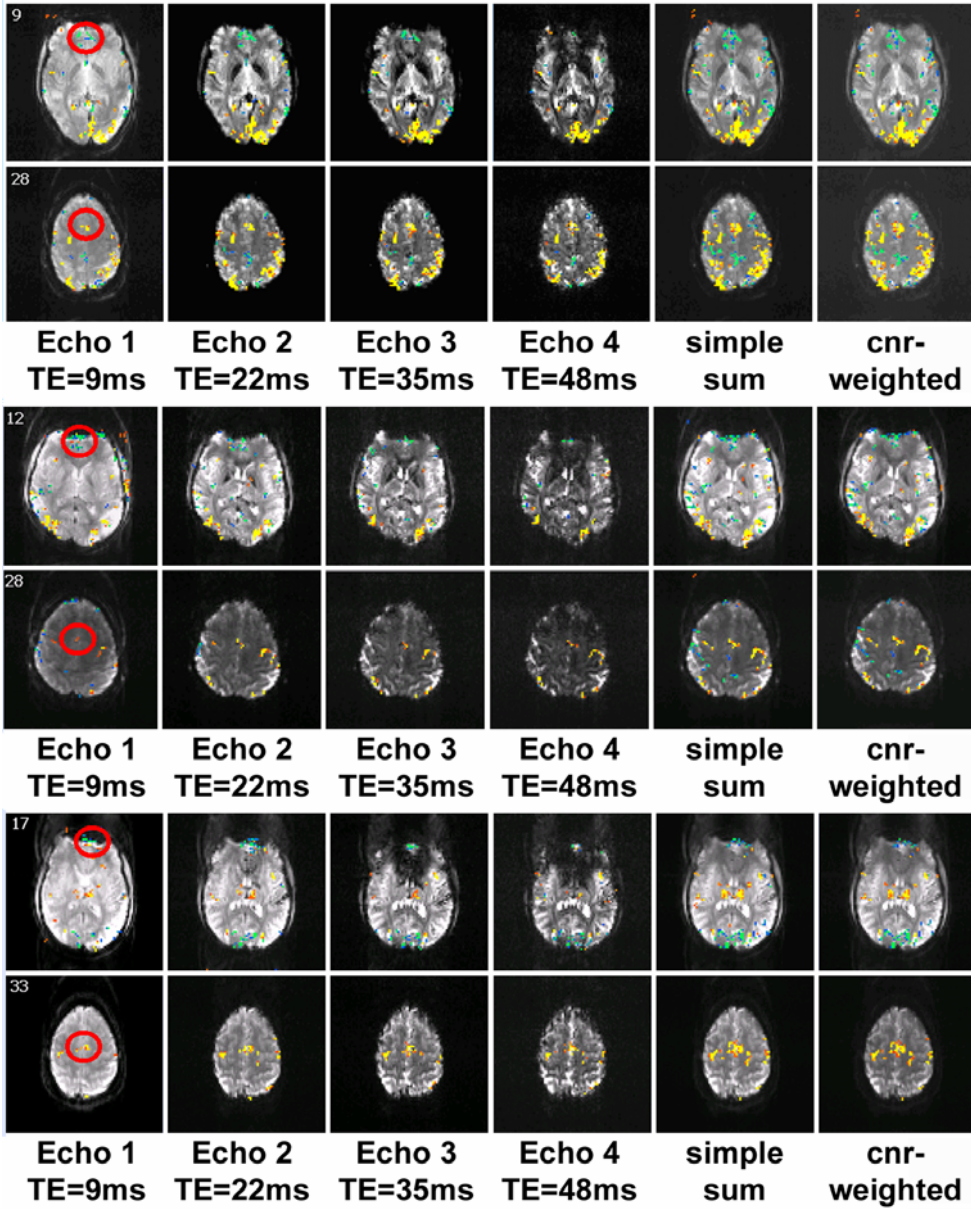 9
28
Echo 1 Echo 2 Echo 3 Echo 4 simple cnr-
TE=9ms TE=22ms TE=35ms TE=48ms sum weighted
12
28
Echo 1 Echo 2 Echo 3 Echo 4 simple cnr-
TE=9ms TE=22ms TE=35ms TE=48ms sum weighted
17
33
Echo 1 Echo 2 Echo 3 Echo 4 simple cnr-
TE=9ms TE=22ms TE=35ms TE=48ms sum weighted